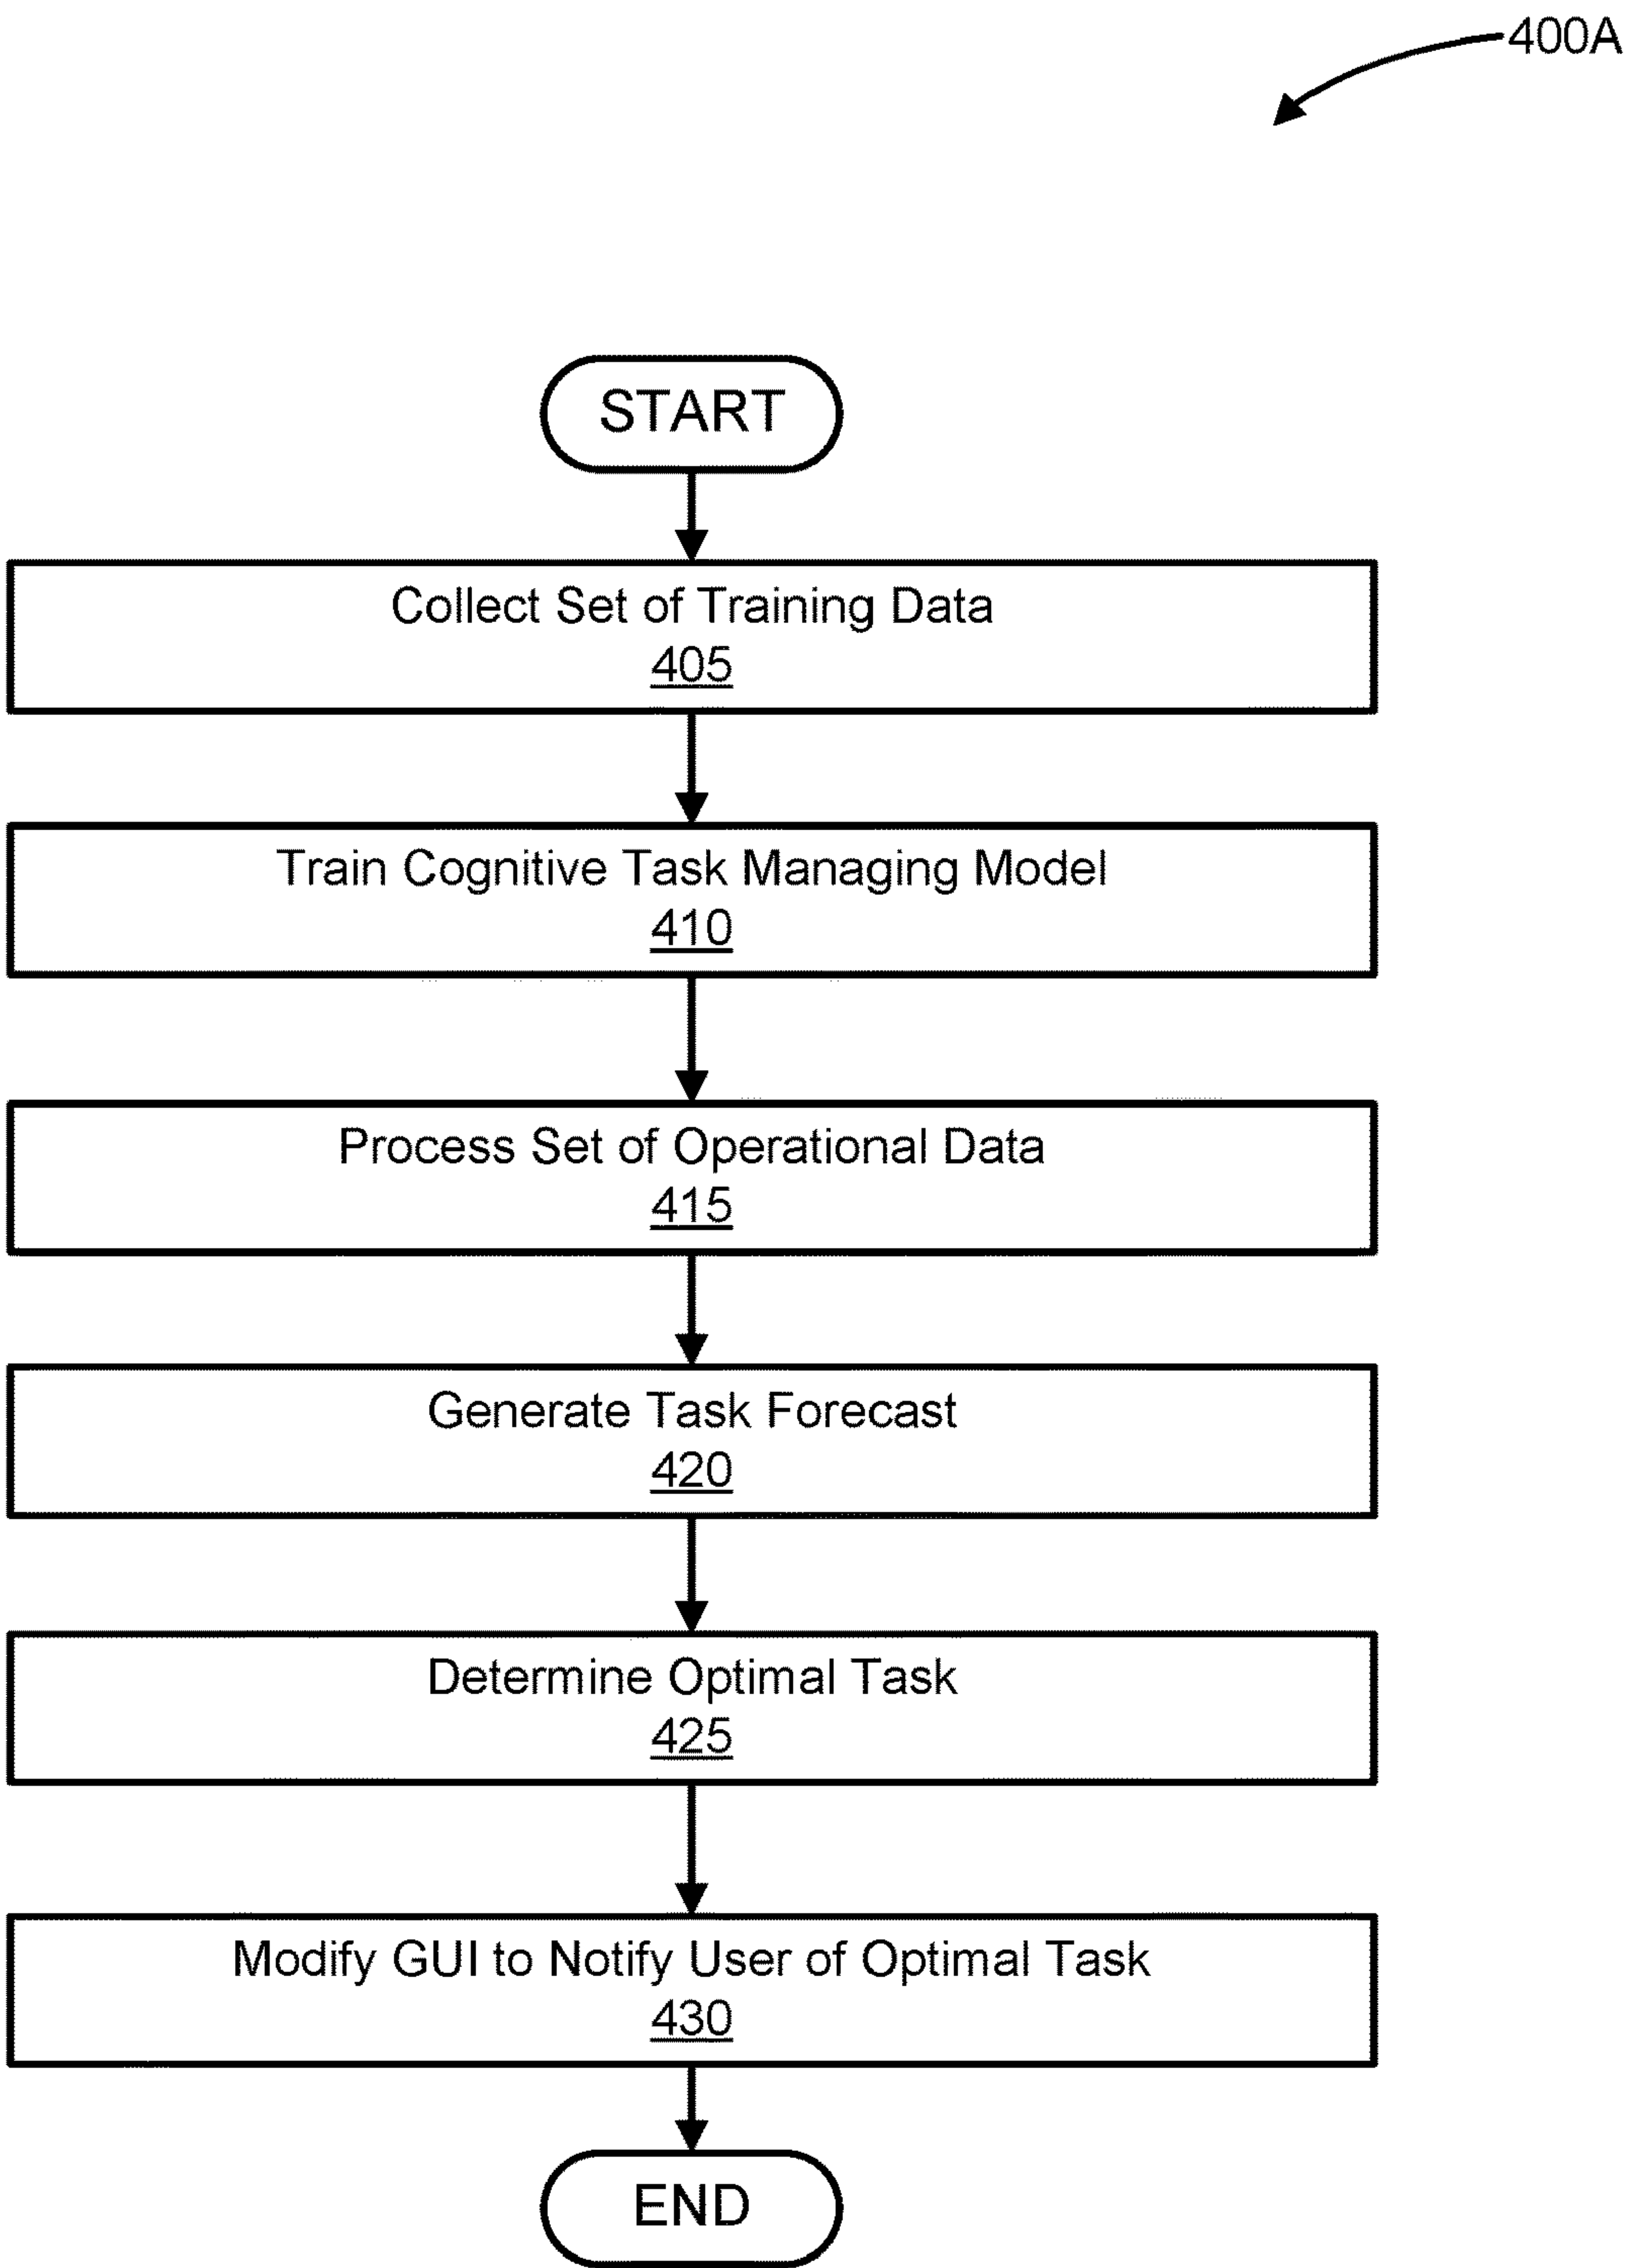 400A
START
Collect Set of Training Data
405
Train Cognitive Task Managing Model
410
Process Set of Operational Data
415
Generate Task Forecast
420
Determine Optimal Task
425
Modify GUI to Notify User of Optimal Task
430
END